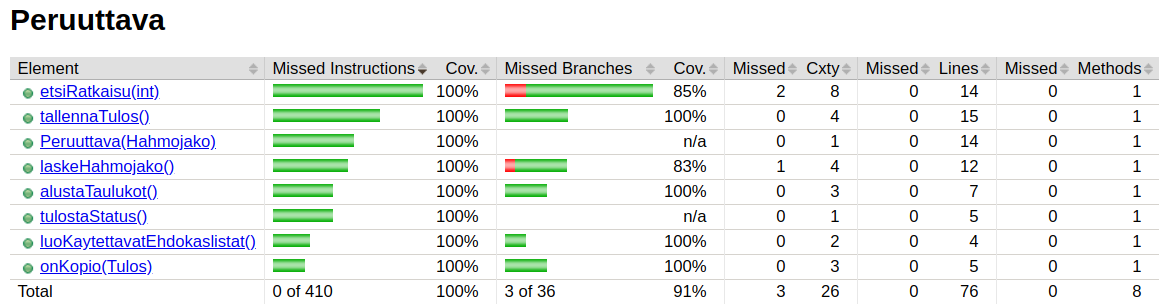 Peruuttava
Element Missed Instructions Cov. Missed Branches Cov. Missed Cxty Missed Lines Missed Methods
etsiRatkaisu(int) 100% 85% 2 8 0 14 0 1
tallennaTulos() 100% 100% 0 4 0 15 0 1
Peruuttava(Hahmojako) 100% n/a 0 1 0 14 0 1
laskeHahmojako() 100% 83% 1 4 0 12 0 1
alustaTaulukot() 100% 100% 0 3 0 7 0 1
tulostaStatus() 100% n/a 0 1 0 5 0 1
luoKaytettavatEhdokaslistat() 100% 100% 0 2 0 4 0 1
onKopio(Tulos) 100% 100% 0 3 0 5 0 1
Total 0 of 410 100% 3 of 36 91% 3 26 0 76 0 8